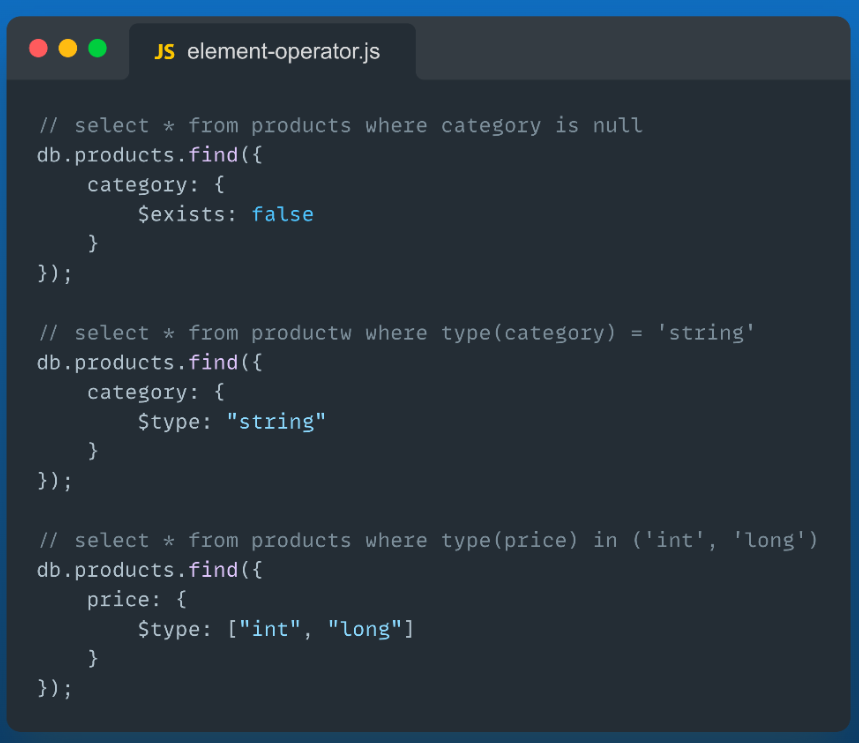 JS element-operator.js
// select * from products where category is null
db.products.find({
    category: {
        $exists: false
    }
});
// select * from productw where type(category) = 'string'
db.products.find({
    category: {
        $type: "string"
    }
});
// select * from products where type(price) in ('int', 'long')
db.products.find({
    price: {
        $type: ["int", "long"]
    }
});